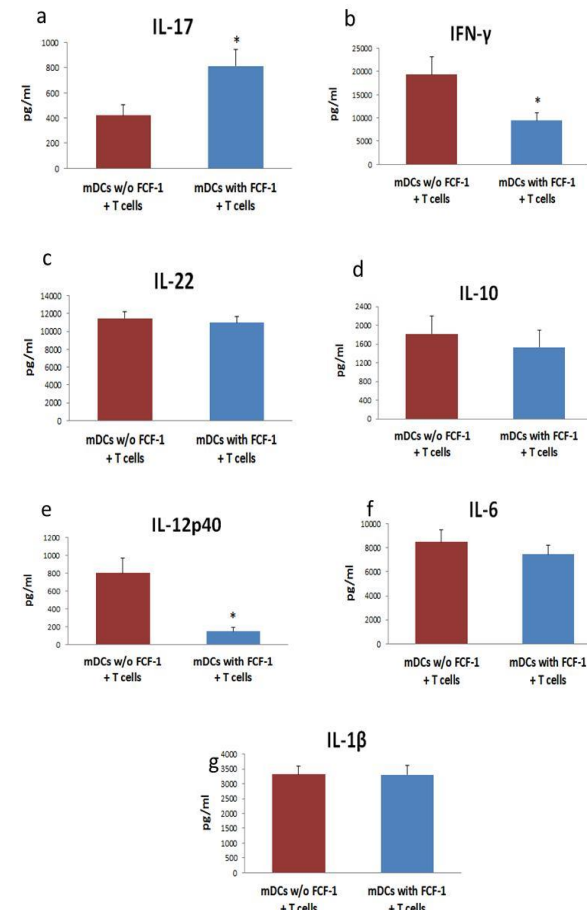 a
IL-17
1000
800
600
400
200
0
pg/ml
*
mDCs w/o FCF-1
+ T cells
mDCs with FCF-1
+ T cells
b
IFN-γ
25000
20000
15000
10000
5000
0
pg/ml
*
mDCs w/o FCF-1
+ T cells
mDCs with FCF-1
+ T cells
c
IL-22
14000
12000
10000
8000
6000
4000
2000
0
pg/ml
mDCs w/o FCF-1
+ T cells
mDCs with FCF-1
+ T cells
d
IL-10
2400
2000
1600
1200
800
400
0
pg/ml
mDCs w/o FCF-1
+ T cells
mDCs with FCF-1
+ T cells
e
IL-12p40
1200
1000
800
600
400
200
0
pg/ml
*
mDCs w/o FCF-1
+ T cells
mDCs with FCF-1
+ T cells
f
IL-6
10000
8000
6000
4000
2000
0
pg/ml
mDCs w/o FCF-1
+ T cells
mDCs with FCF-1
+ T cells
g
IL-1β
4000
3500
3000
2500
2000
1500
1000
500
0
pg/ml
mDCs w/o FCF-1
+ T cells
mDCs with FCF-1
+ T cells